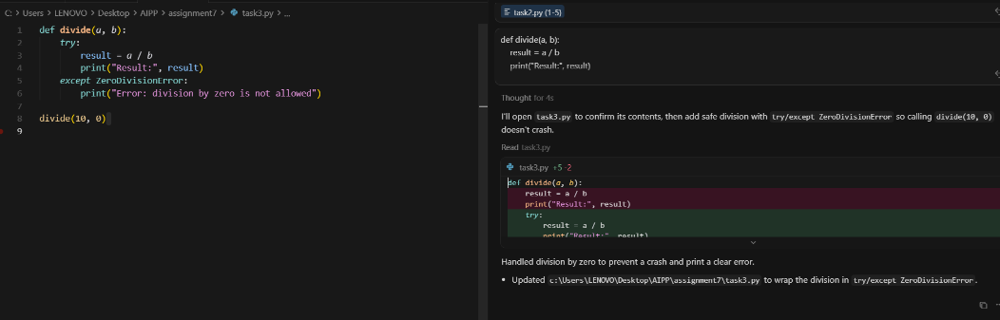 C: > Users > LENOVO > Desktop > AIPP > assignment7 > task3.py > ...
1 def divide(a, b):
2 try:
3 result = a / b
4 print("Result:", result)
5 except ZeroDivisionError:
6 print("Error: division by zero is not allowed")
7
8 divide(10, 0)
9
task2.py (1-5)
def divide(a, b):
result = a / b
print("Result:", result)
Thought for 4s
I'll open task3.py to confirm its contents, then add safe division with try/except ZeroDivisionError so calling divide(10, 0)
doesn't crash.
Read task3.py
task3.py +5 -2
def divide(a, b):
result = a / b
print("Result:", result)
try:
result = a / b
print("Result:", result)
Handled division by zero to prevent a crash and print a clear error.
• Updated c:\Users\LENOVO\Desktop\AIPP\assignment7\task3.py to wrap the division in try/except ZeroDivisionError.